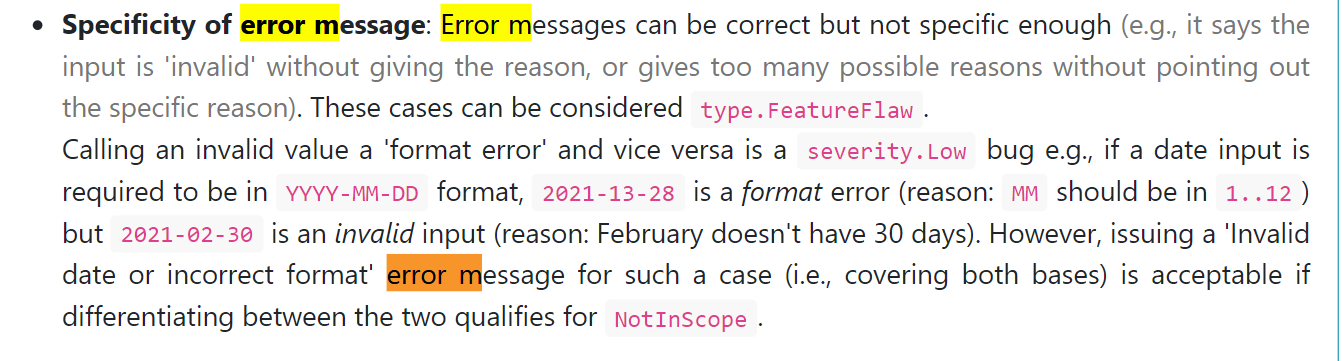 Specificity of error message: Error messages can be correct but not specific enough (e.g., it says the
input is 'invalid' without giving the reason, or gives too many possible reasons without pointing out
the specific reason). These cases can be considered type.FeatureFlaw.
Calling an invalid value a 'format error' and vice versa is a severity.Low bug e.g., if a date input is
required to be in YYYY-MM-DD format, 2021-13-28 is a format error (reason: MM should be in 1..12)
but 2021-02-30 is an invalid input (reason: February doesn't have 30 days). However, issuing a 'Invalid
date or incorrect format' error message for such a case (i.e., covering both bases) is acceptable if
differentiating between the two qualifies for NotInScope.